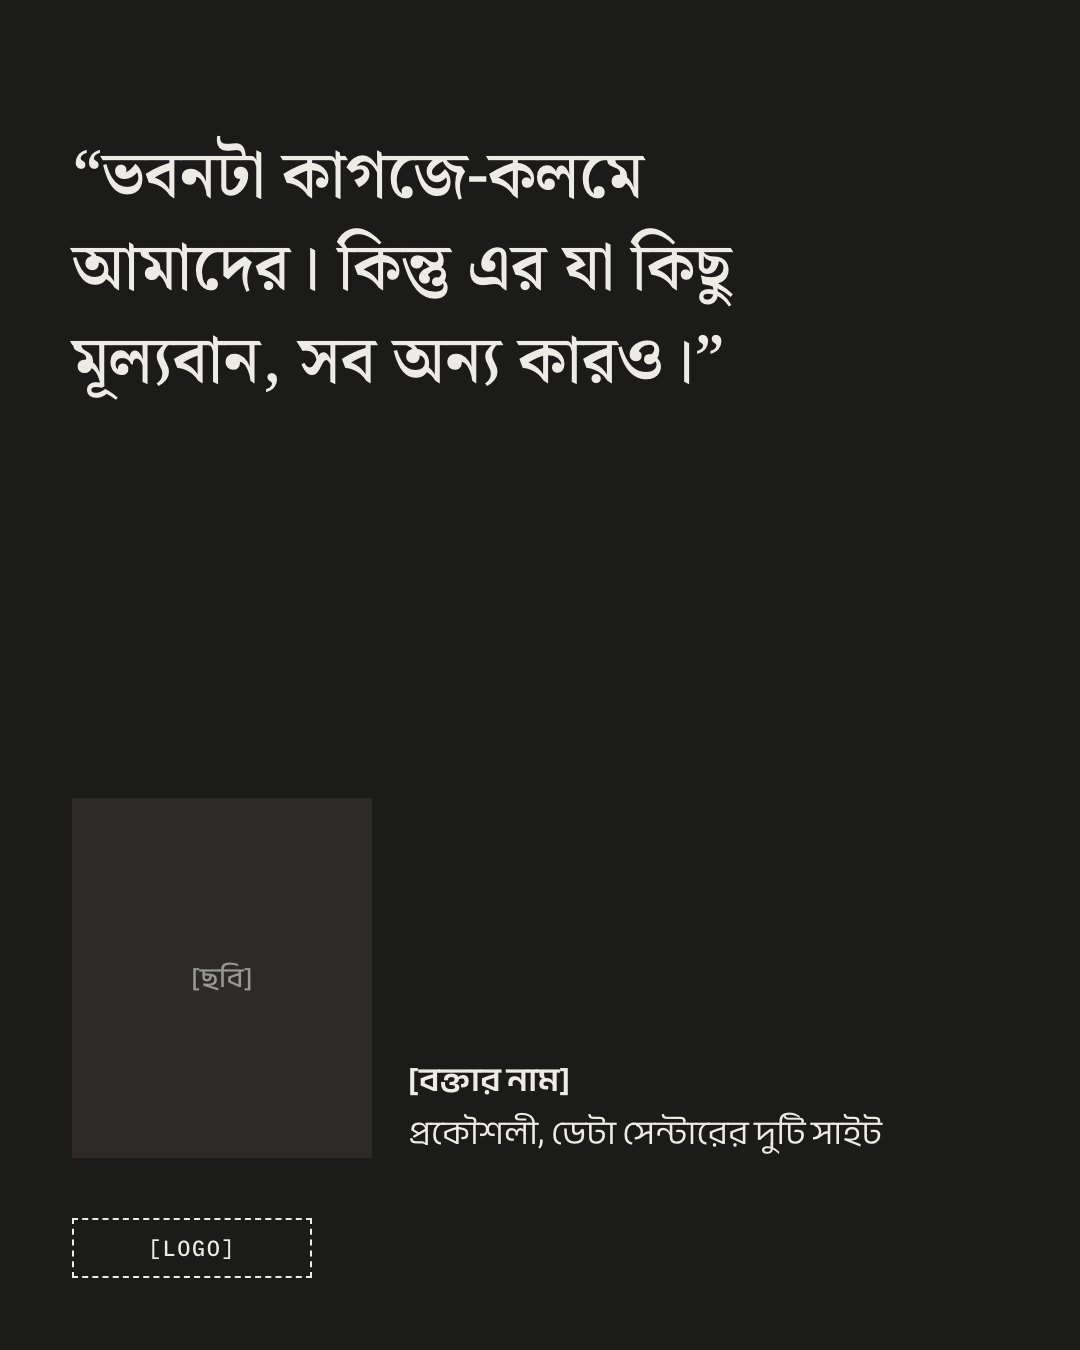 “ভবনটা কাগজে-কলমে
আমাদের। কিন্তু এর যা কিছু
মূল্যবান, সব অন্য কারও।”
[ছবি]
[বক্তার নাম]
প্রকৌশলী, ডেটা সেন্টারের দুটি সাইট
[LOGO]